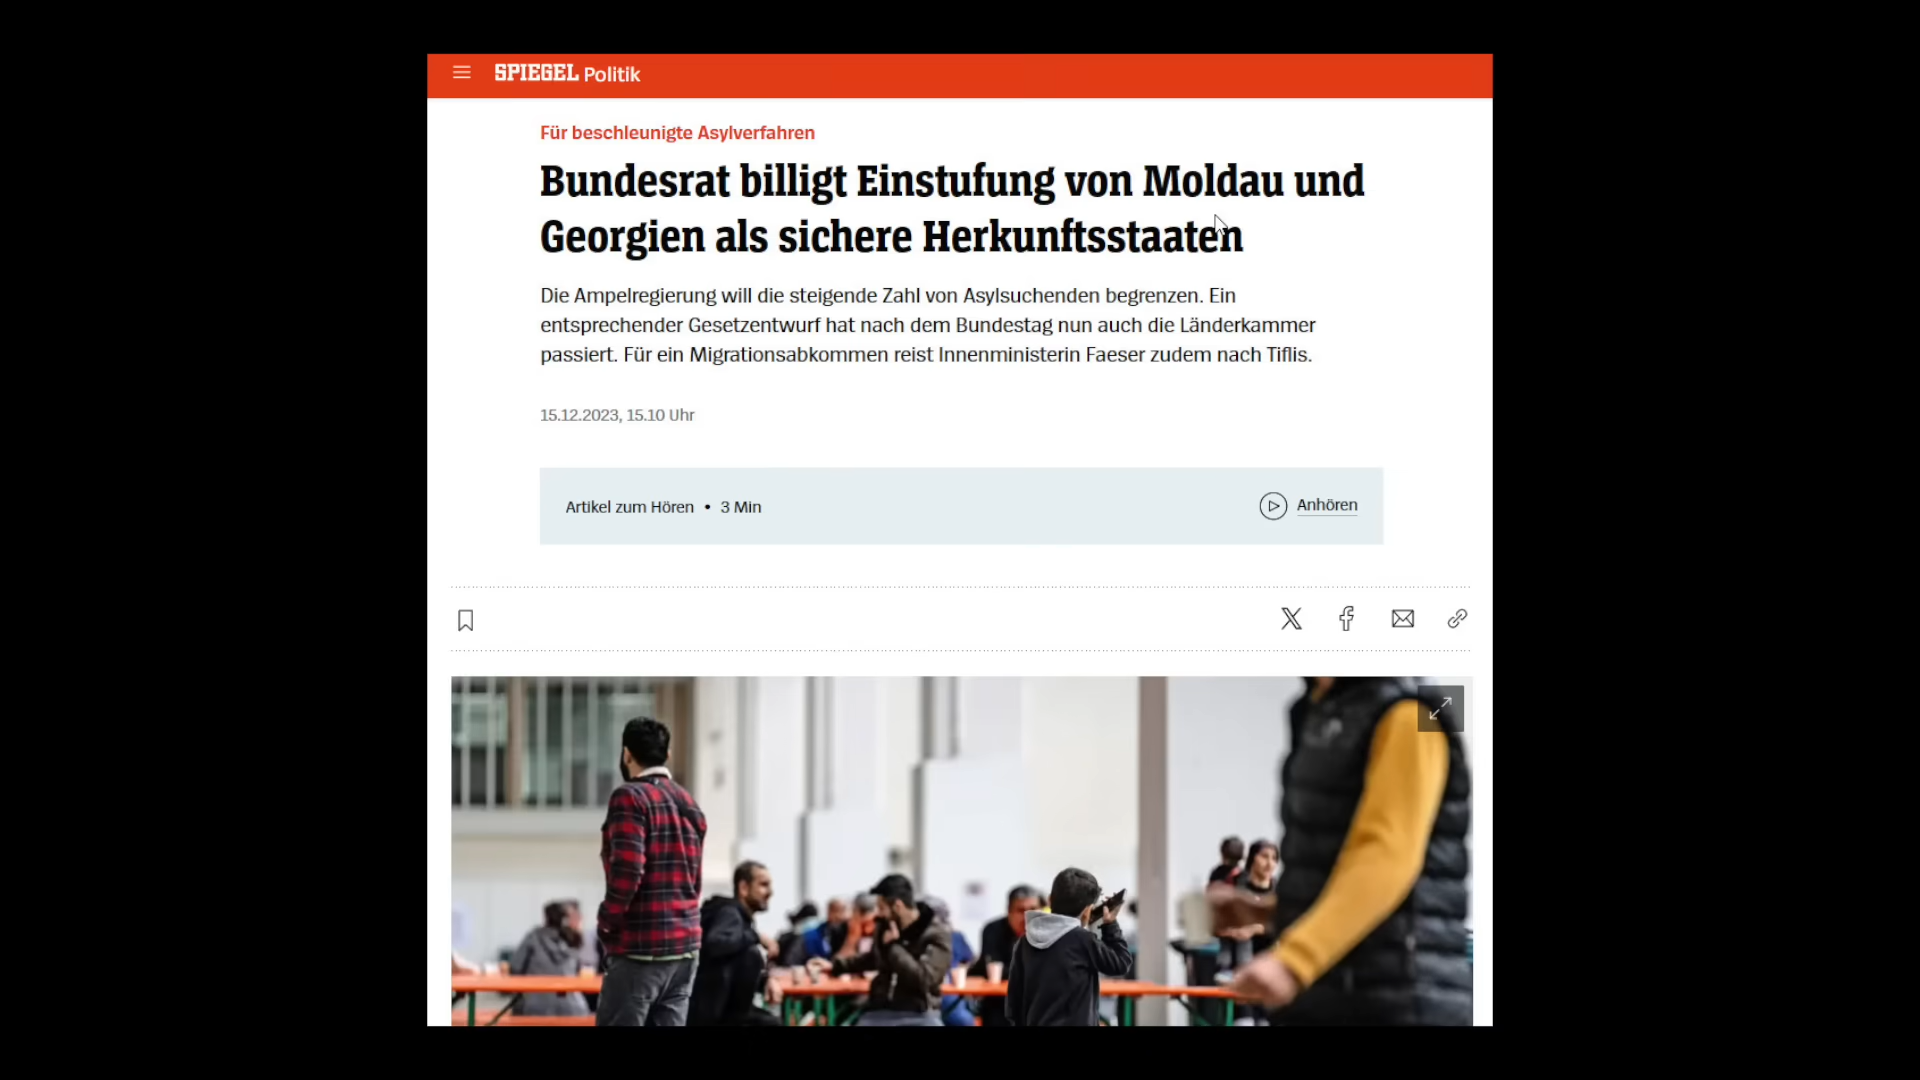 SPIEGEL Politik
Für beschleunigte Asylverfahren
Bundesrat billigt Einstufung von Moldau und
Georgien als sichere Herkunftsstaaten
Die Ampelregierung will die steigende Zahl von Asylsuchenden begrenzen. Ein
entsprechender Gesetzentwurf hat nach dem Bundestag nun auch die Länderkammer
passiert. Für ein Migrationsabkommen reist Innenministerin Faeser zudem nach Tiflis.
15.12.2023, 15.10 Uhr
Artikel zum Hören • 3 Min
Anhören